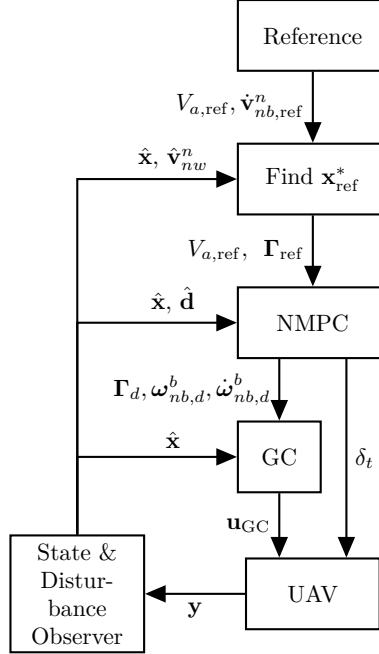 Reference
V_{a,ref}, \dot{v}^n_{nb,ref}
\hat{x}, \hat{v}^n_{nw}
Find x^*_{ref}
V_{a,ref}, Γ_{ref}
\hat{x}, \hat{d}
NMPC
Γ_d, ω^b_{nb,d}, \dot{ω}^b_{nb,d}
\hat{x}
GC
δ_t
u_{GC}
State &
Distur-
bance
Observer
y
UAV